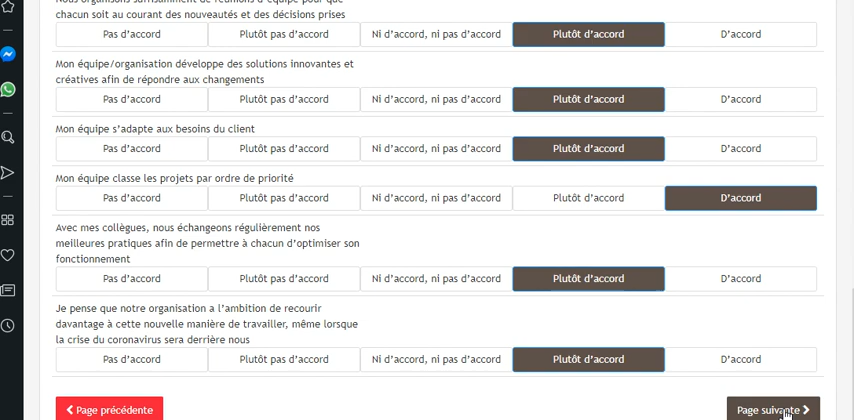 Nous organisons suffisamment de réunions d'équipe pour que
chacun soit au courant des nouveautés et des décisions prises
Pas d'accord Plutôt pas d'accord Ni d'accord, ni pas d'accord Plutôt d'accord D'accord
Mon équipe/organisation développe des solutions innovantes et
créatives afin de répondre aux changements
Pas d'accord Plutôt pas d'accord Ni d'accord, ni pas d'accord Plutôt d'accord D'accord
Mon équipe s'adapte aux besoins du client
Pas d'accord Plutôt pas d'accord Ni d'accord, ni pas d'accord Plutôt d'accord D'accord
Mon équipe classe les projets par ordre de priorité
Pas d'accord Plutôt pas d'accord Ni d'accord, ni pas d'accord Plutôt d'accord D'accord
Avec mes collègues, nous échangeons régulièrement nos
meilleures pratiques afin de permettre à chacun d'optimiser son
fonctionnement
Pas d'accord Plutôt pas d'accord Ni d'accord, ni pas d'accord Plutôt d'accord D'accord
Je pense que notre organisation a l'ambition de recourir
davantage à cette nouvelle manière de travailler, même lorsque
la crise du coronavirus sera derrière nous
Pas d'accord Plutôt pas d'accord Ni d'accord, ni pas d'accord Plutôt d'accord D'accord
Page précédente Page suivante